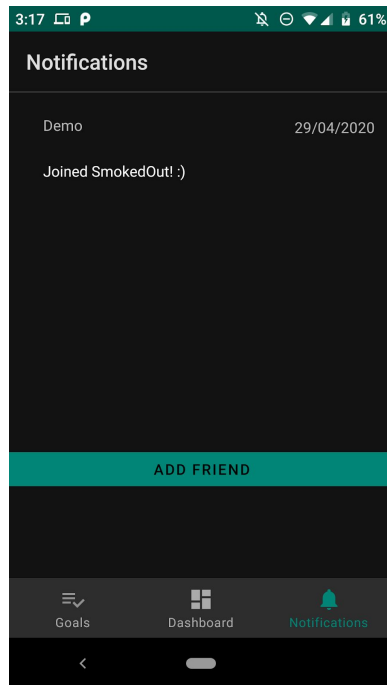 3:17 61%
Notifications
Demo 29/04/2020
Joined SmokedOut! :)
ADD FRIEND
Goals Dashboard Notifications